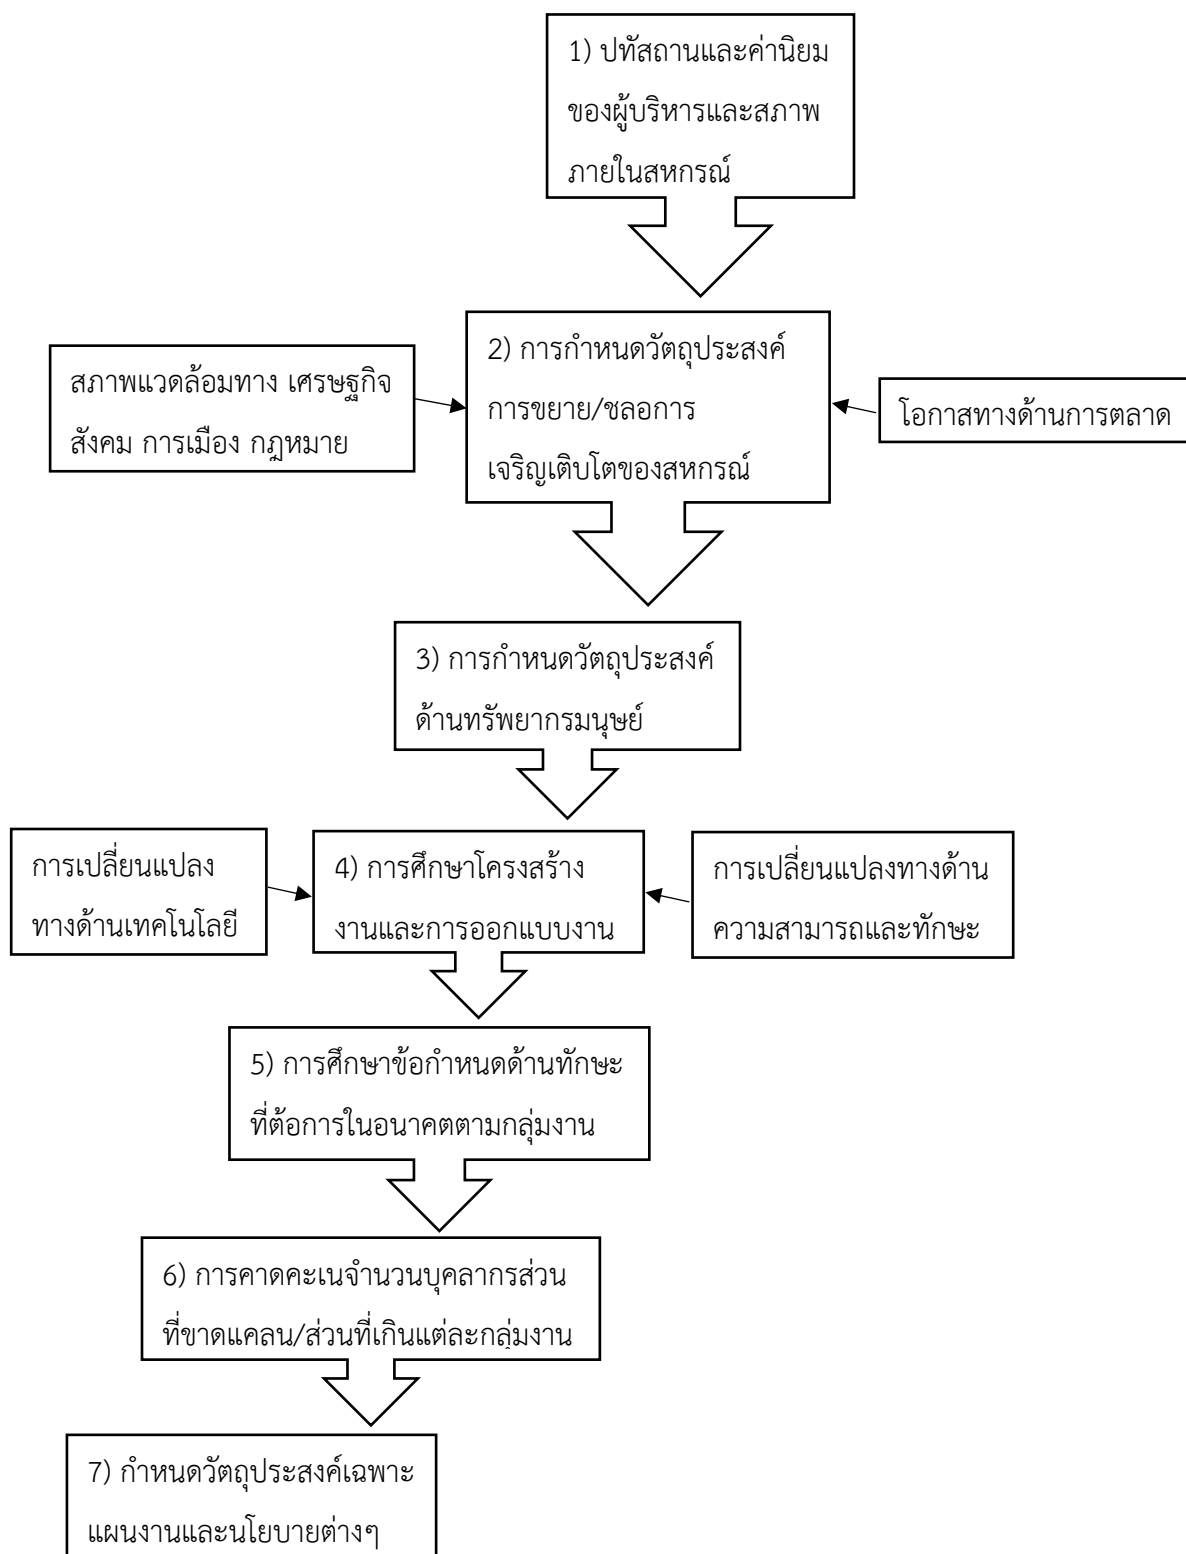 1) ปทัสถานและค่านิยม
ของผู้บริหารและสภาพ
ภายในสหกรณ์
2) การกำหนดวัตถุประสงค์
การขยาย/ชลอการ
เจริญเติบโตของสหกรณ์
สภาพแวดล้อมทาง เศรษฐกิจ
สังคม การเมือง กฎหมาย
โอกาสทางด้านการตลาด
3) การกำหนดวัตถุประสงค์
ด้านทรัพยากรมนุษย์
การเปลี่ยนแปลง
ทางด้านเทคโนโลยี
4) การศึกษาโครงสร้าง
งานและการออกแบบงาน
การเปลี่ยนแปลงทางด้าน
ความสามารถและทักษะ
5) การศึกษาข้อกำหนดด้านทักษะ
ที่ต้อการในอนาคตตามกลุ่มงาน
6) การคาดคะเนจำนวนบุคลากรส่วน
ที่ขาดแคลน/ส่วนที่เกินแต่ละกลุ่มงาน
7) กำหนดวัตถุประสงค์เฉพาะ
แผนงานและนโยบายต่างๆ